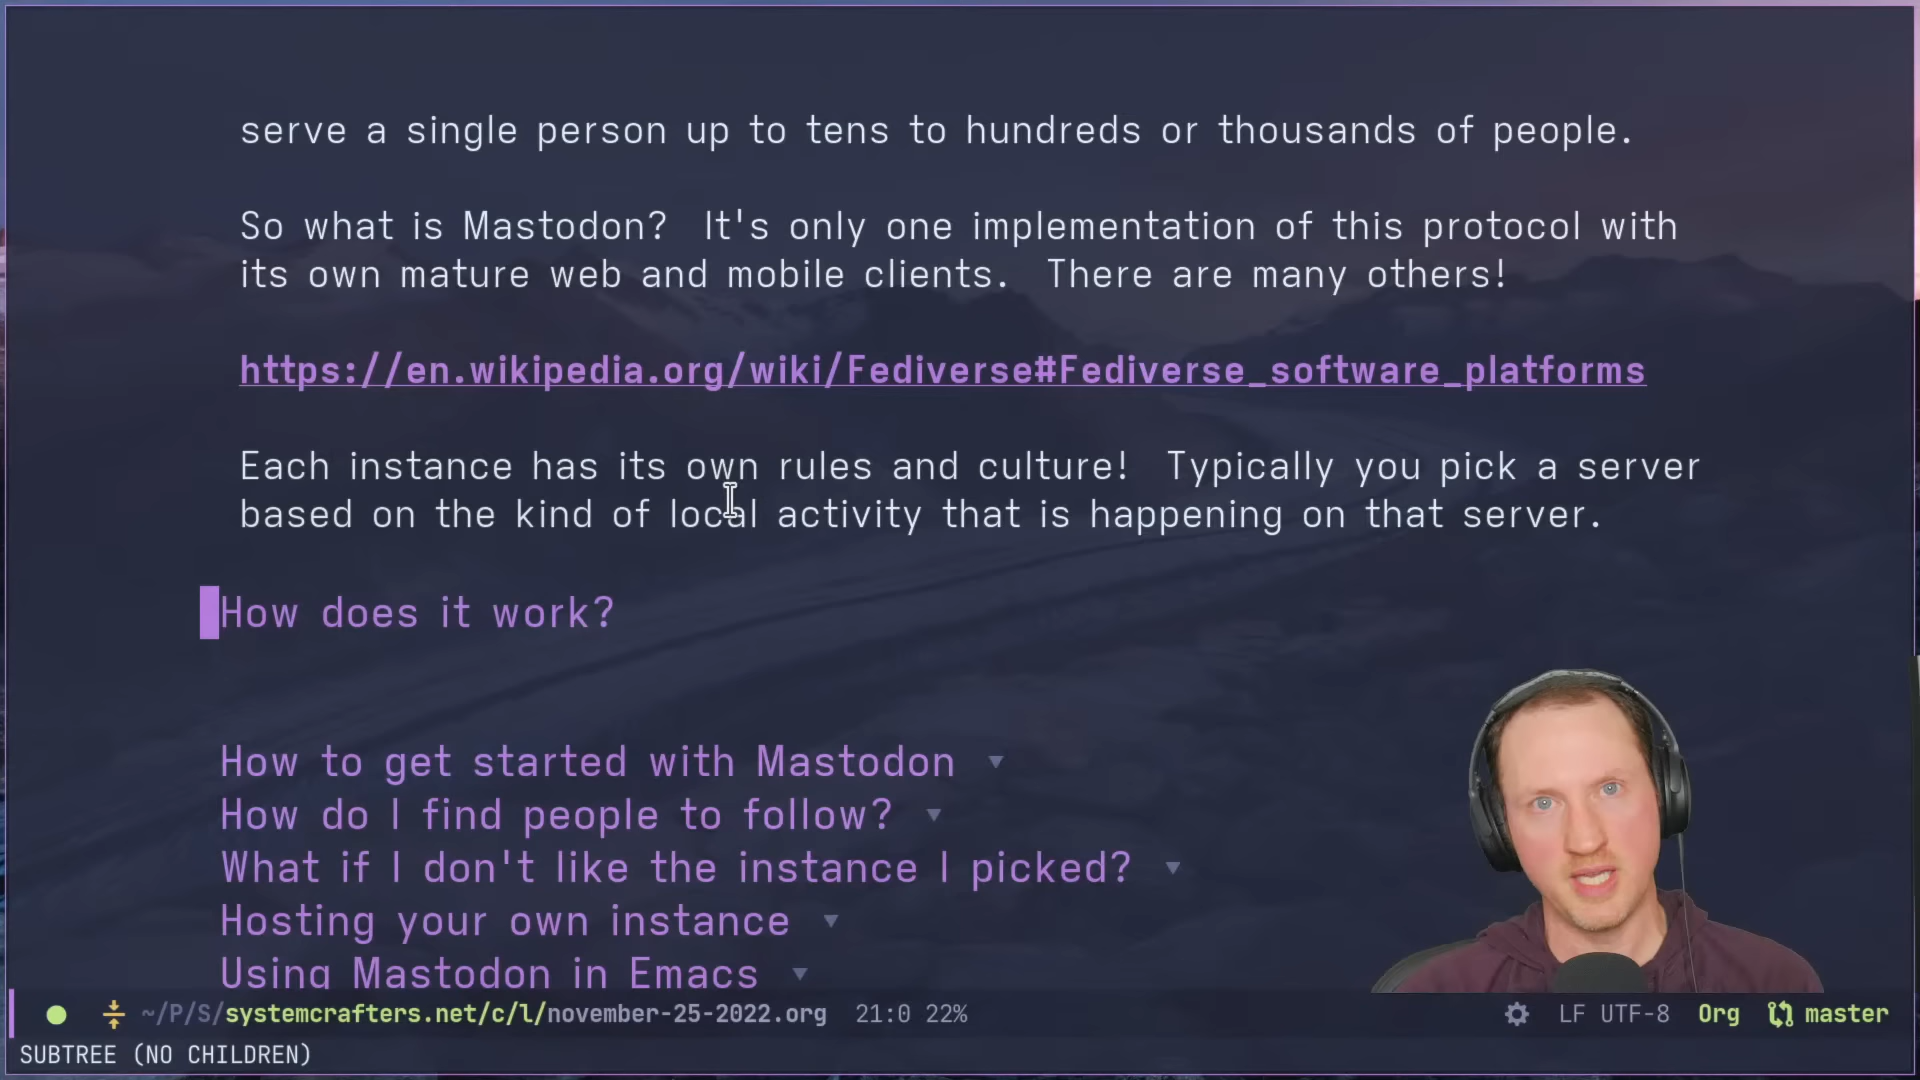 serve a single person up to tens to hundreds or thousands of people.
So what is Mastodon?  It's only one implementation of this protocol with
its own mature web and mobile clients.  There are many others!
https://en.wikipedia.org/wiki/Fediverse#Fediverse_software_platforms
Each instance has its own rules and culture!  Typically you pick a server
based on the kind of local activity that is happening on that server.
How does it work?
How to get started with Mastodon
How do I find people to follow?
What if I don't like the instance I picked?
Hosting your own instance
Using Mastodon in Emacs
~/P/S/systemcrafters.net/c/l/november-25-2022.org 21:0 22% LF UTF-8 Org master
SUBTREE (NO CHILDREN)